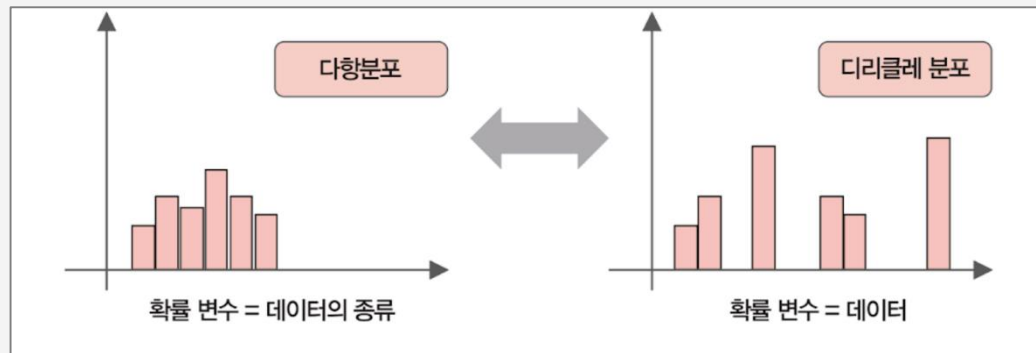 다항분포
디리클레 분포
확률 변수 = 데이터의 종류
확률 변수 = 데이터